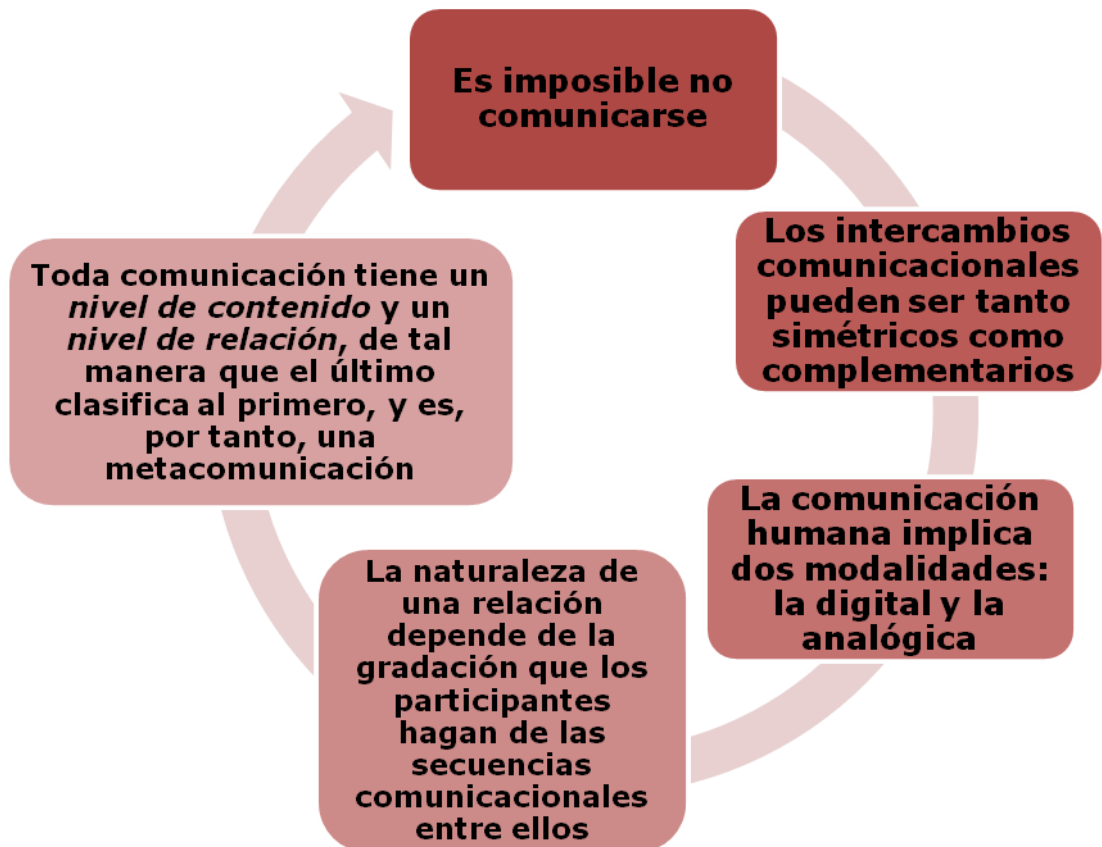 Es imposible no
comunicarse
Los intercambios
comunicacionales
pueden ser tanto
simétricos como
complementarios
La comunicación
humana implica
dos modalidades:
la digital y la
analógica
La naturaleza de
una relación
depende de la
gradación que los
participantes
hagan de las
secuencias
comunicacionales
entre ellos
Toda comunicación tiene un
nivel de contenido y un
nivel de relación, de tal
manera que el último
clasifica al primero, y es,
por tanto, una
metacomunicación